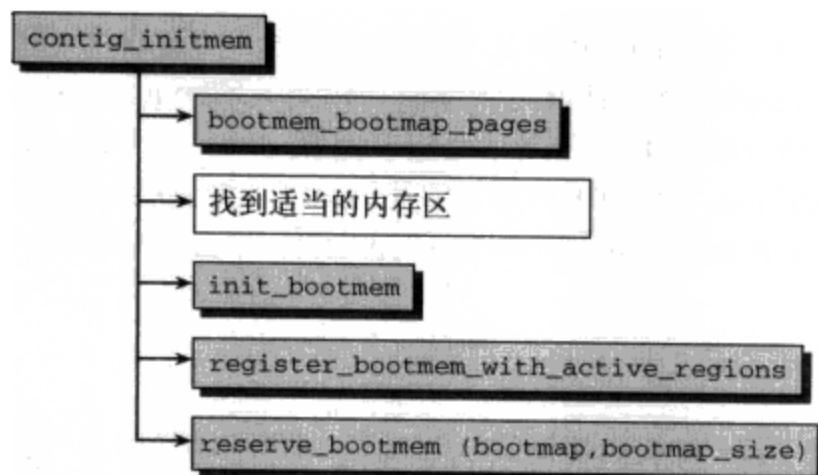 contig_initmem
bootmem_bootmap_pages
找到适当的内存区
init_bootmem
register_bootmem_with_active_regions
reserve_bootmem (bootmap,bootmap_size)